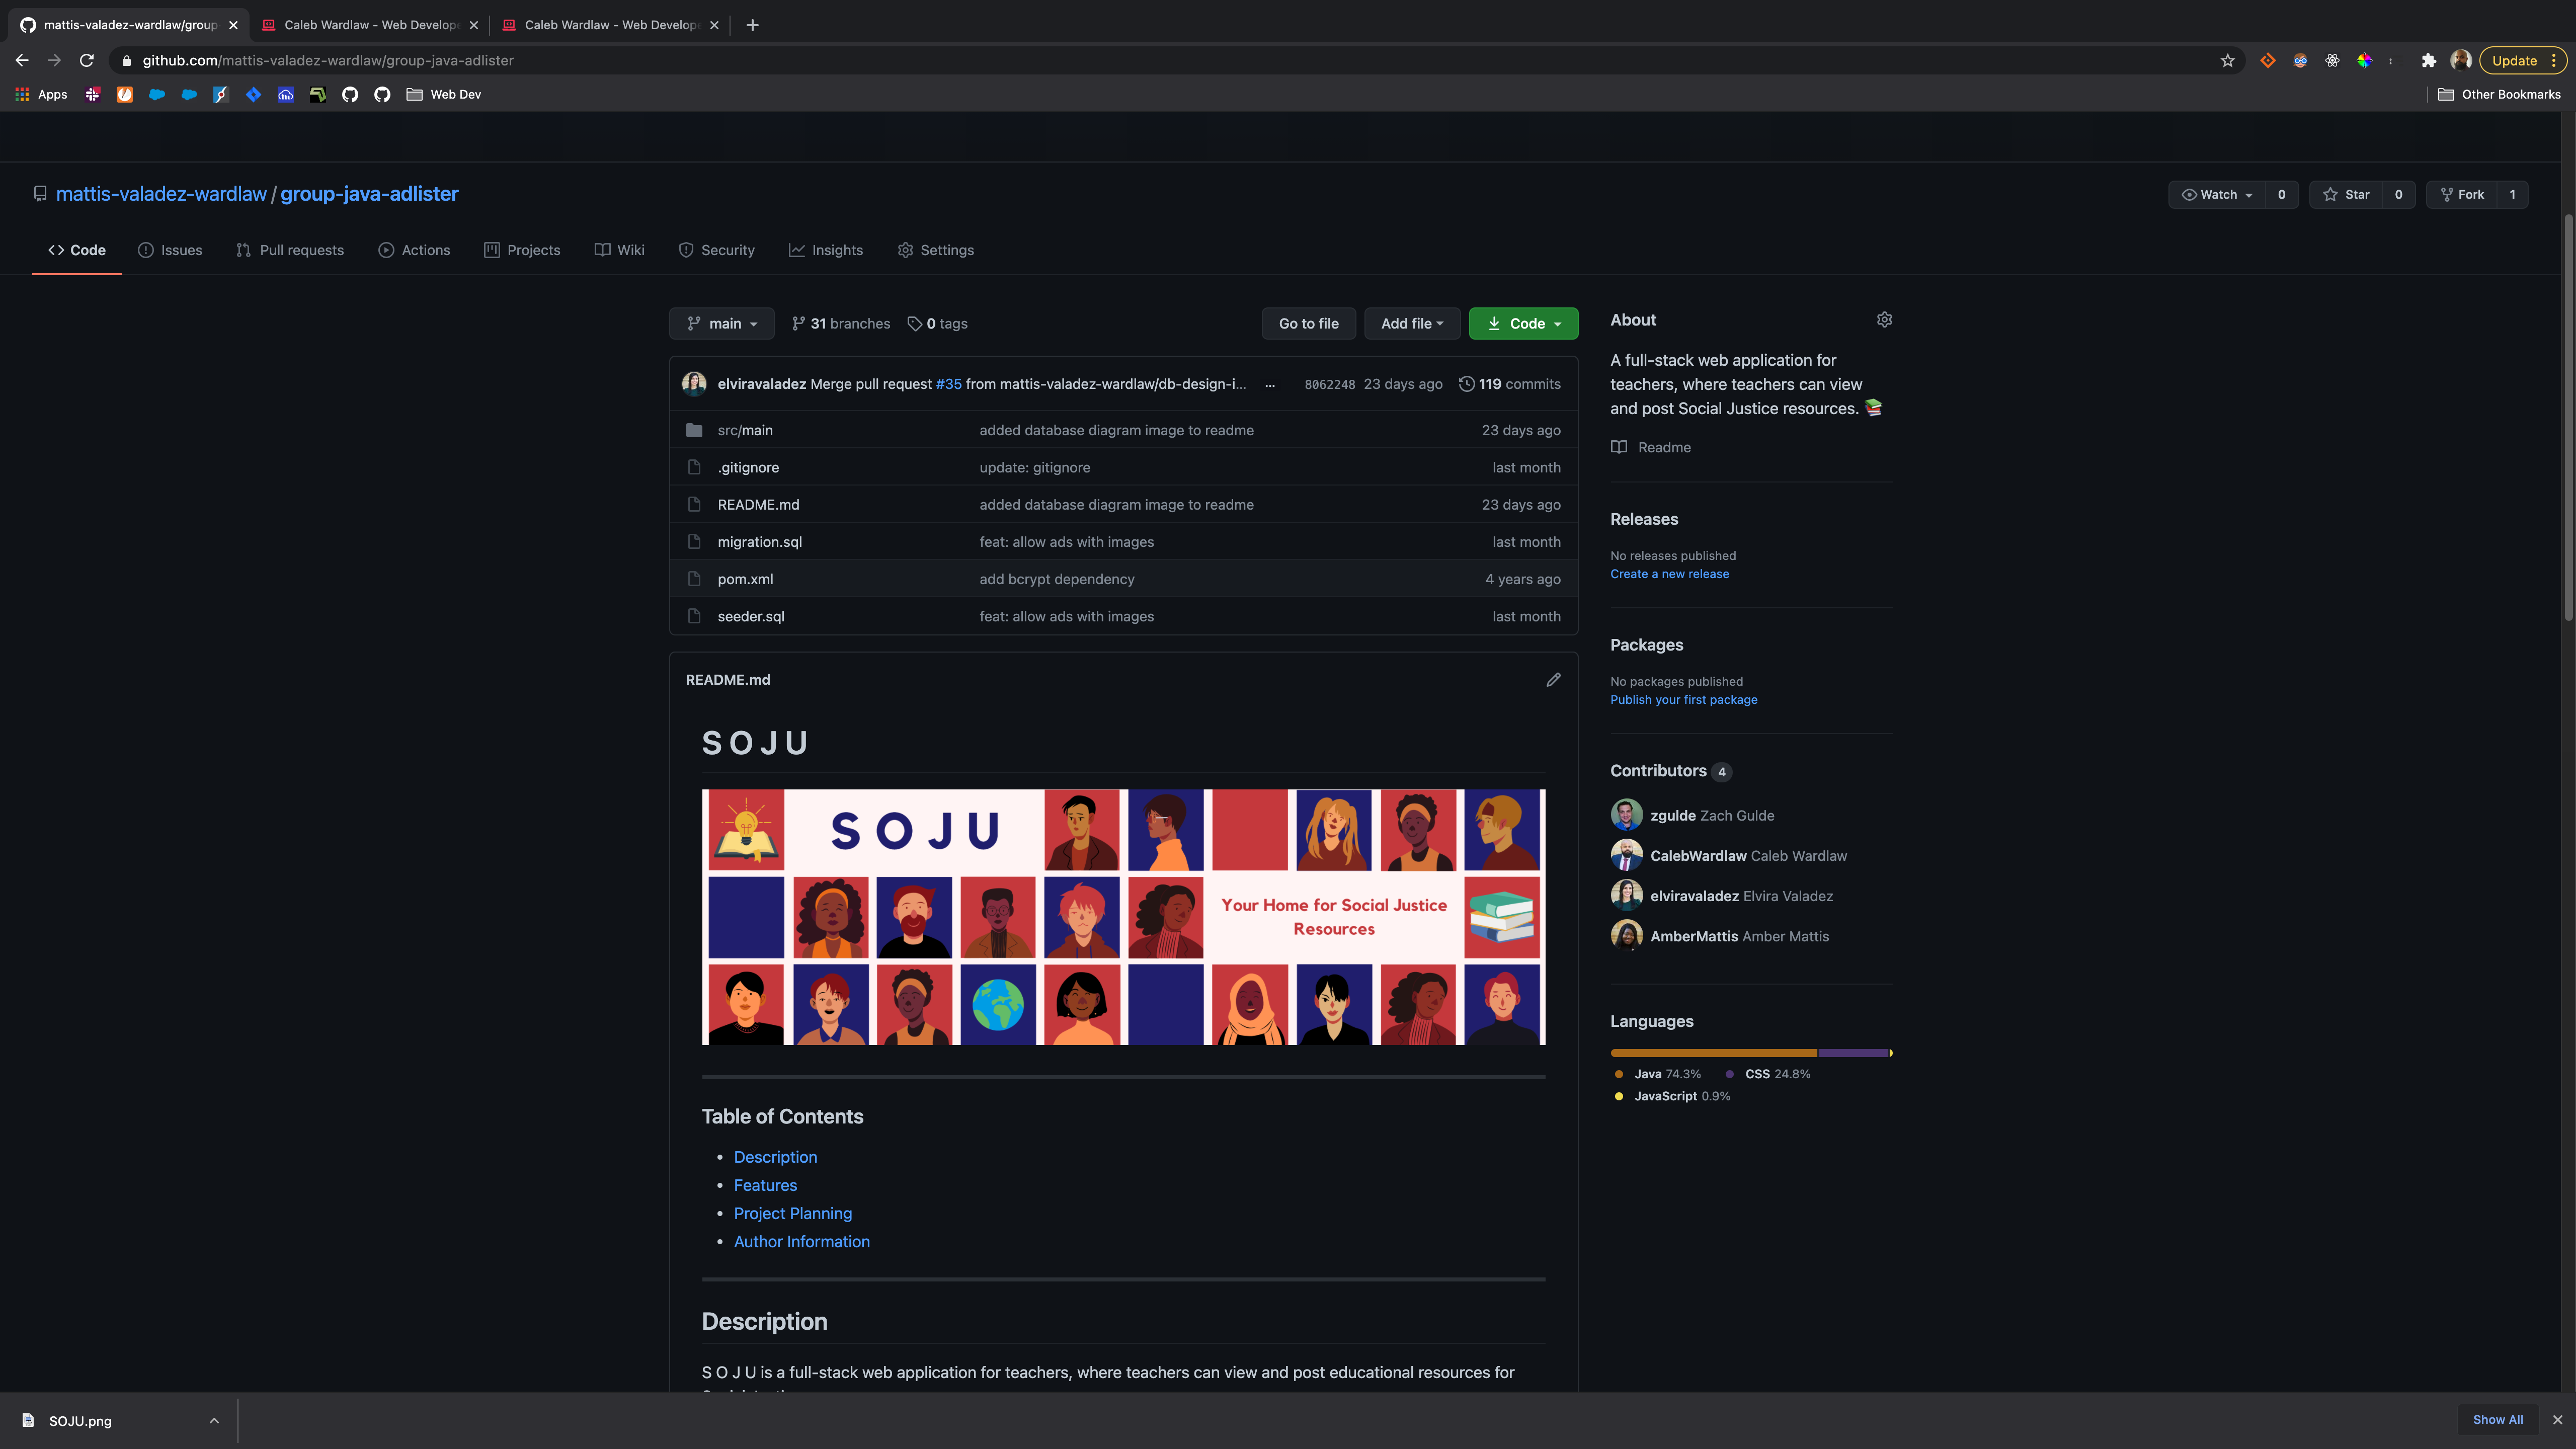 mattis-valadez-wardlaw/group
Caleb Wardlaw - Web Develop
Caleb Wardlaw - Web Develop
github.com/mattis-valadez-wardlaw/group-java-adlister
Update
Apps
Web Dev
Other Bookmarks
mattis-valadez-wardlaw / group-java-adlister
Watch 0
Star 0
Fork 1
Code
Issues
Pull requests
Actions
Projects
Wiki
Security
Insights
Settings
main
31 branches
0 tags
Go to file
Add file
Code
elviravaladez Merge pull request #35 from mattis-valadez-wardlaw/db-design-i... ... 8062248 23 days ago 119 commits
src/main added database diagram image to readme 23 days ago
.gitignore update: gitignore last month
README.md added database diagram image to readme 23 days ago
migration.sql feat: allow ads with images last month
pom.xml add bcrypt dependency 4 years ago
seeder.sql feat: allow ads with images last month
README.md
S O J U
S O J U
Your Home for Social Justice
Resources
Table of Contents
Description
Features
Project Planning
Author Information
Description
S O J U is a full-stack web application for teachers, where teachers can view and post educational resources for
About
A full-stack web application for
teachers, where teachers can view
and post Social Justice resources. 📚
Readme
Releases
No releases published
Create a new release
Packages
No packages published
Publish your first package
Contributors 4
zgulde Zach Gulde
CalebWardlaw Caleb Wardlaw
elviravaladez Elvira Valadez
AmberMattis Amber Mattis
Languages
Java 74.3% CSS 24.8%
JavaScript 0.9%
SOJU.png
Show All